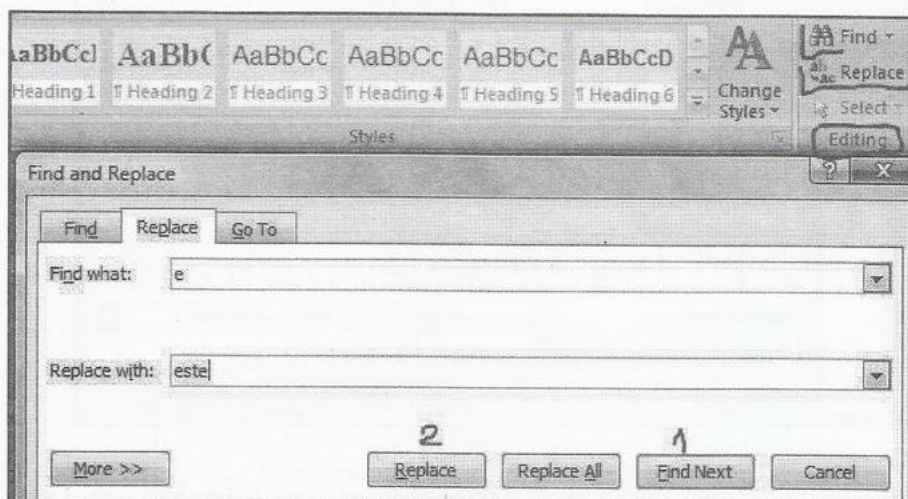 AaBbCcI AaBb( AaBbCc AaBbCc AaBbCc AaBbCcD
Heading 1 ¶ Heading 2 ¶ Heading 3 ¶ Heading 4 ¶ Heading 5 ¶ Heading 6
Styles
Change Styles
Find
Replace
Select
Editing
Find and Replace
Find Replace Go To
Find what: e
Replace with: este
2 1
More >> Replace Replace All Find Next Cancel